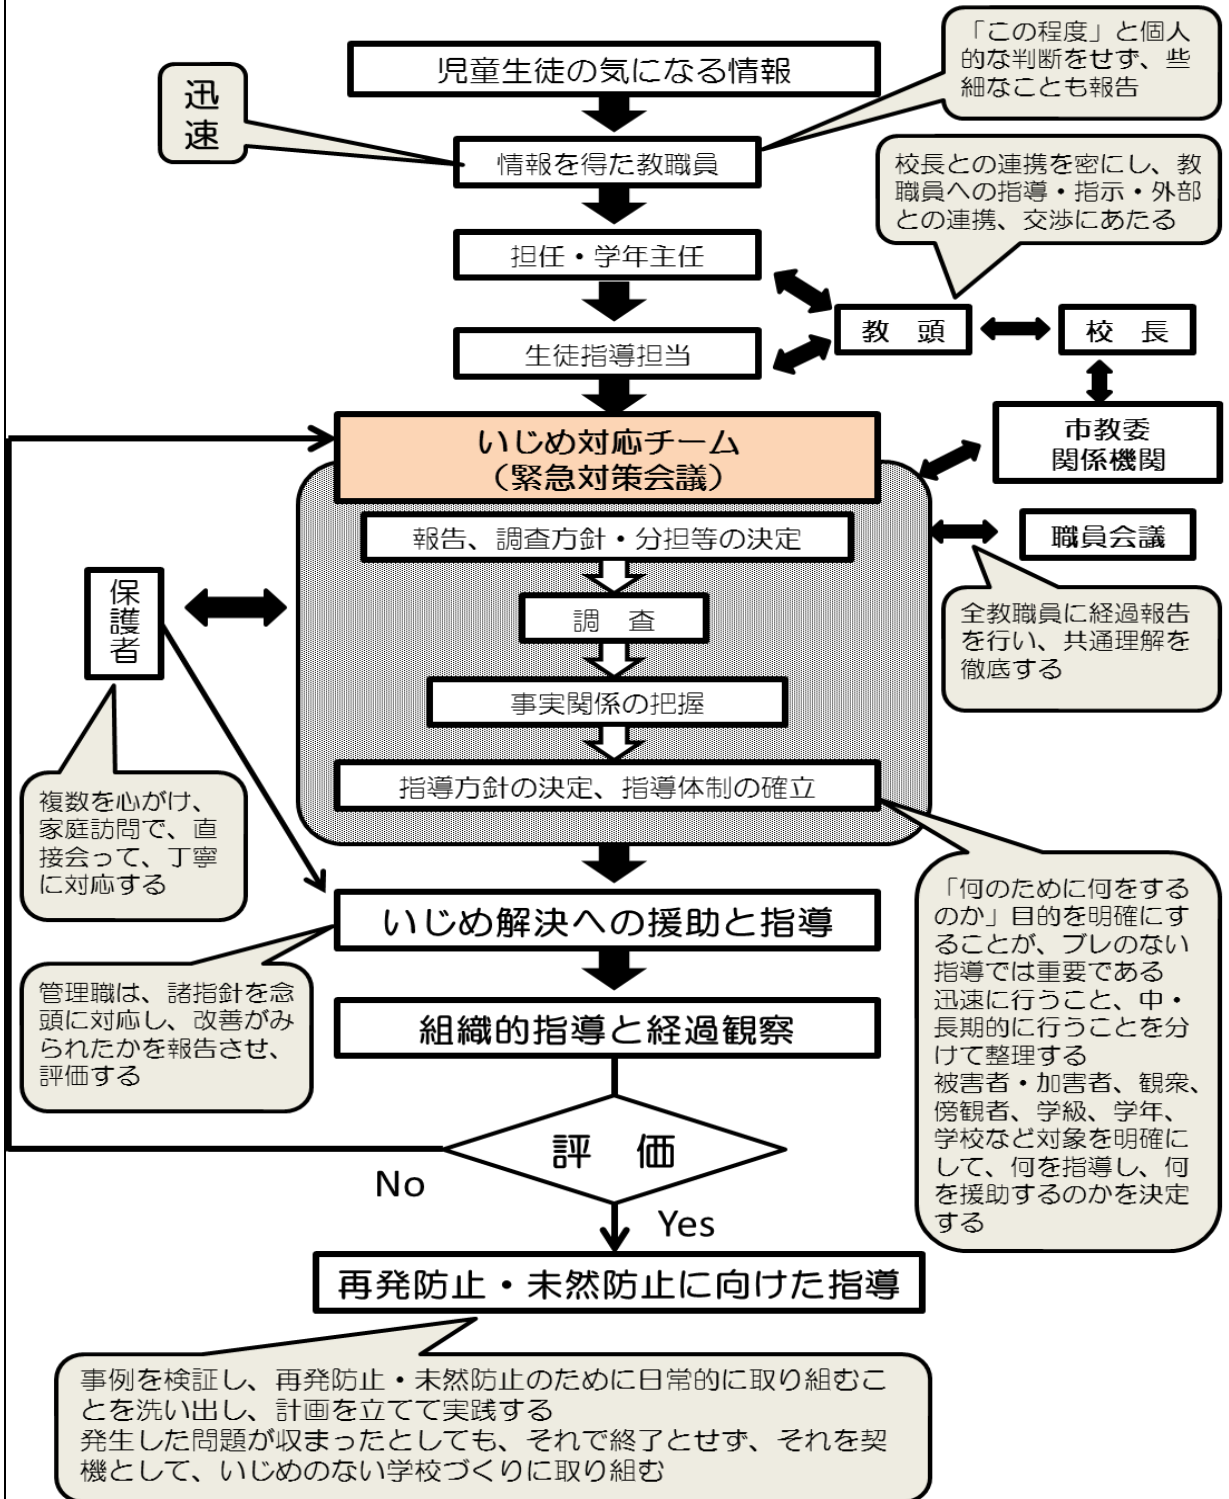 「この程度」と個人
的な判断をせず、些
細なことも報告
児童生徒の気になる情報
迅
速
情報を得た教職員
校長との連携を密にし、教
職員への指導・指示・外部
との連携、交渉にあたる
担任・学年主任
教　頭
校　長
生徒指導担当
いじめ対応チーム
（緊急対策会議）
市教委
関係機関
報告、調査方針・分担等の決定
職員会議
保
護
者
調　査
全教職員に経過報告
を行い、共通理解を
徹底する
事実関係の把握
指導方針の決定、指導体制の確立
複数を心がけ、
家庭訪問で、直
接会って、丁寧
に対応する
「何のために何をする
のか」目的を明確にす
ることが、ブレのない
指導では重要である
迅速に行うこと、中・
長期的に行うことを分
けて整理する
被害者・加害者、観衆、
傍観者、学級、学年、
学校など対象を明確に
して、何を指導し、何
を援助するのかを決定
する
いじめ解決への援助と指導
管理職は、諸指針を念
頭に対応し、改善がみ
られたかを報告させ、
評価する
組織的指導と経過観察
評　価
No
Yes
再発防止・未然防止に向けた指導
事例を検証し、再発防止・未然防止のために日常的に取り組むこ
とを洗い出し、計画を立てて実践する
発生した問題が収まったとしても、それで終了とせず、それを契
機として、いじめのない学校づくりに取り組む